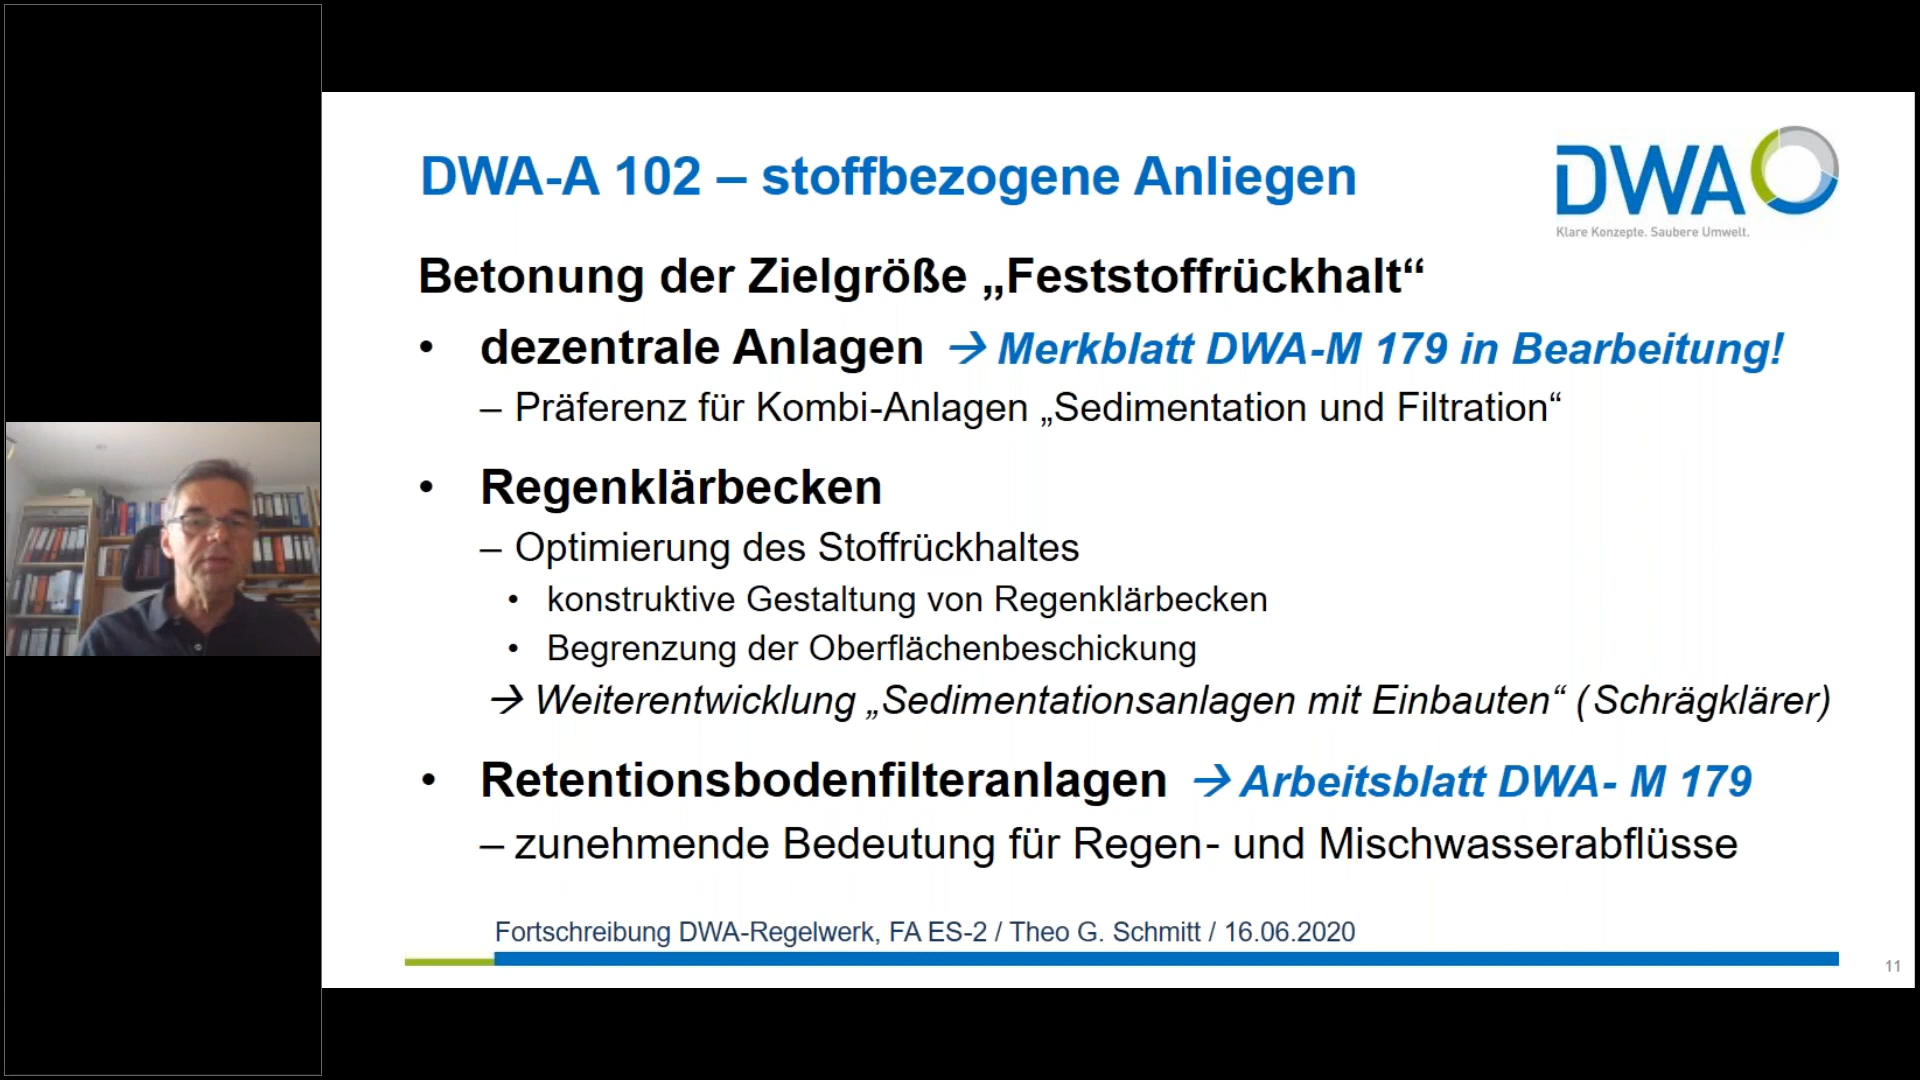 DWA-A 102 – stoffbezogene Anliegen
DWA
Klare Konzepte. Saubere Umwelt.
Betonung der Zielgröße „Feststoffrückhalt“
• dezentrale Anlagen → Merkblatt DWA-M 179 in Bearbeitung!
– Präferenz für Kombi-Anlagen „Sedimentation und Filtration“
• Regenklärbecken
– Optimierung des Stoffrückhaltes
• konstruktive Gestaltung von Regenklärbecken
• Begrenzung der Oberflächenbeschickung
→ Weiterentwicklung „Sedimentationsanlagen mit Einbauten“ (Schrägklärer)
• Retentionsbodenfilteranlagen → Arbeitsblatt DWA- M 179
– zunehmende Bedeutung für Regen- und Mischwasserabflüsse
Fortschreibung DWA-Regelwerk, FA ES-2 / Theo G. Schmitt / 16.06.2020
11